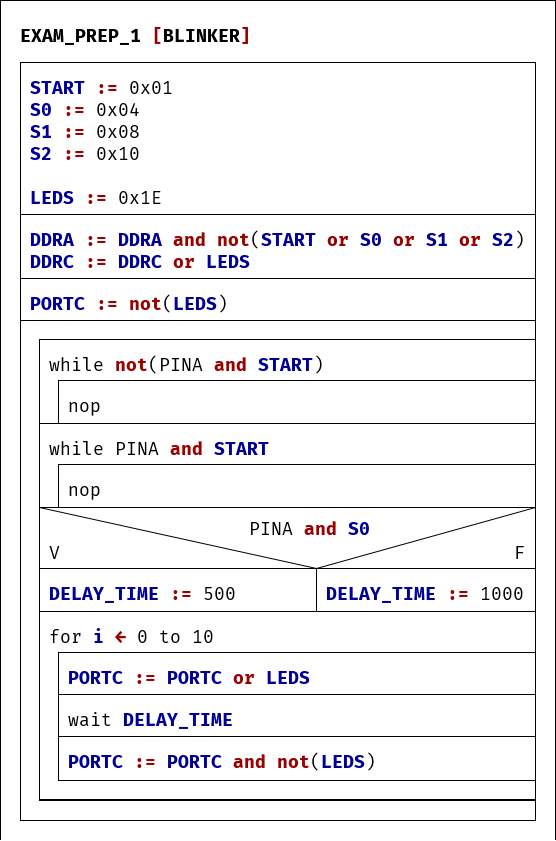 EXAM_PREP_1 [BLINKER]
START := 0x01
S0 := 0x04
S1 := 0x08
S2 := 0x10
LEDS := 0x1E
DDRA := DDRA and not(START or S0 or S1 or S2)
DDRC := DDRC or LEDS
PORTC := not(LEDS)
while not(PINA and START)
nop
while PINA and START
nop
PINA and S0
V F
DELAY_TIME := 500 DELAY_TIME := 1000
for i ← 0 to 10
PORTC := PORTC or LEDS
wait DELAY_TIME
PORTC := PORTC and not(LEDS)